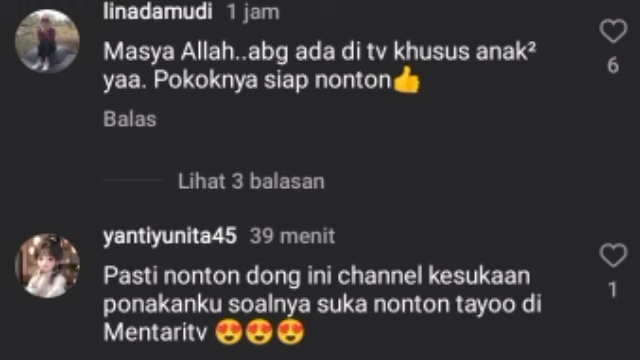 linadamudi 1 jam
Masya Allah..abg ada di tv khusus anak²
yaa. Pokoknya siap nonton👍
6
Balas
Lihat 3 balasan
yantiyunita45 39 menit
Pasti nonton dong ini channel kesukaan
ponakanku soalnya suka nonton tayoo di
Mentaritv 😍😍😍
1